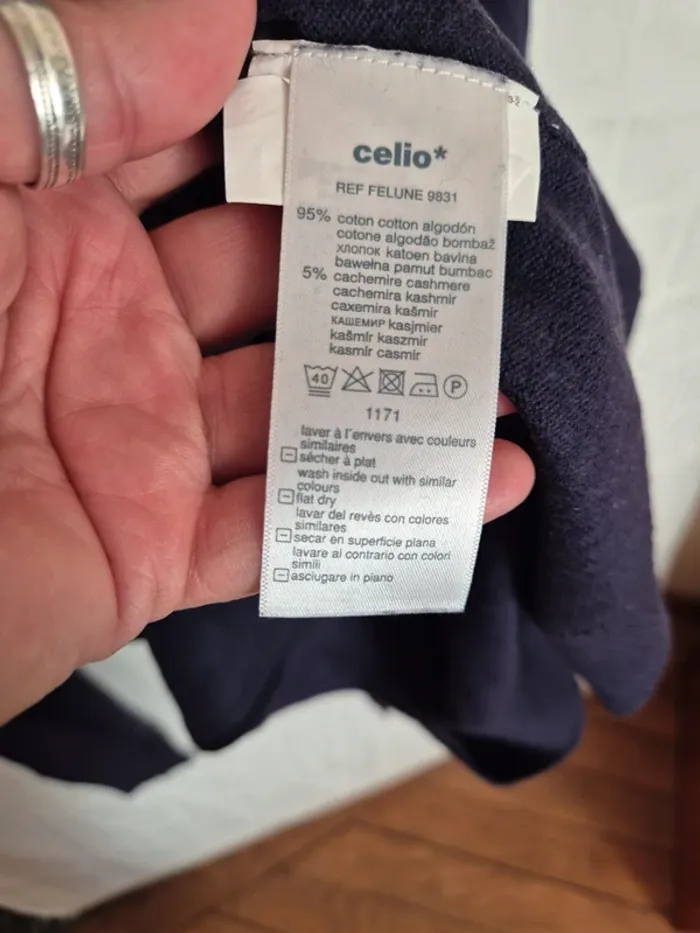 celio*
REF FELUNE 9831
95% coton cotton algodón
cotone algodão bombaž
хлопок katoen bavlna
bawełna pamut bumbac
5% cachemire cashmere
cachemira kashmir
caxemira kašmir
кашемир kasjmier
kašmír kaszmir
kasmír casmir
40 P
1171
laver à l'envers avec couleurs
similaires
sécher à plat
wash inside out with similar
colours
flat dry
lavar del revès con colores
similares
secar en superficie plana
lavare al contrario con colori
simili
asciugare in piano